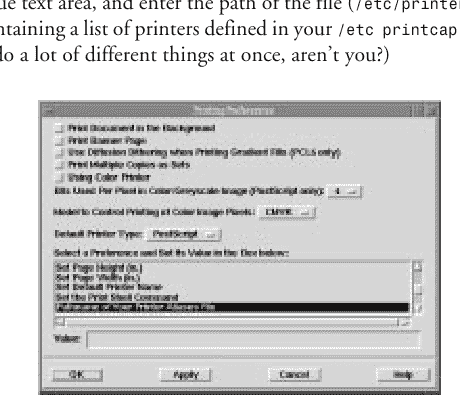 ue text area, and enter the path of the file (/etc/printer
ntaining a list of printers defined in your /etc printcap
do a lot of different things at once, aren't you?)
Print Document in the Background
Print Banner Page
Use Diffusion Dithering when Printing Gradient Fills (PCL5 only)
Print Multiple Copies as Sets
Using Color Printer
Bits Used Per Pixel in Color/Greyscale Image (PostScript only): 4
Model to Control Printing of Color Image Pixels: CMYK
Default Printer Type: PostScript
Select a Preference and Set its Value in the Box below:
Set Page Height (in.)
Set Page Width (in.)
Set Default Printer Name
Set the Print Shell Command
Pathname of Your Printer Aliases File
Value:
OK Apply Cancel Help